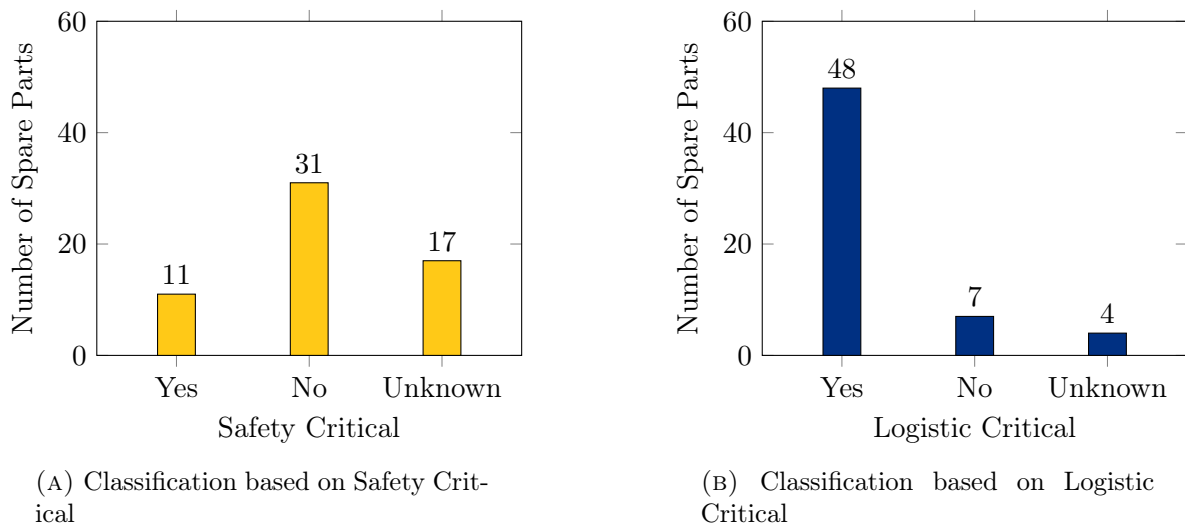 60
40
20
0
Number of Spare Parts
11
31
17
Yes
No
Unknown
Safety Critical
(A) Classification based on Safety Crit-
ical
60
40
20
0
Number of Spare Parts
48
7
4
Yes
No
Unknown
Logistic Critical
(B) Classification based on Logistic
Critical